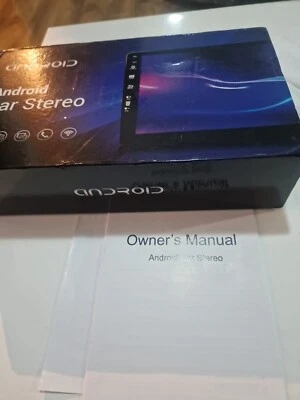 ANDROID
Android
ar Stereo
ANDROID
Owner's Manual
Android Stereo